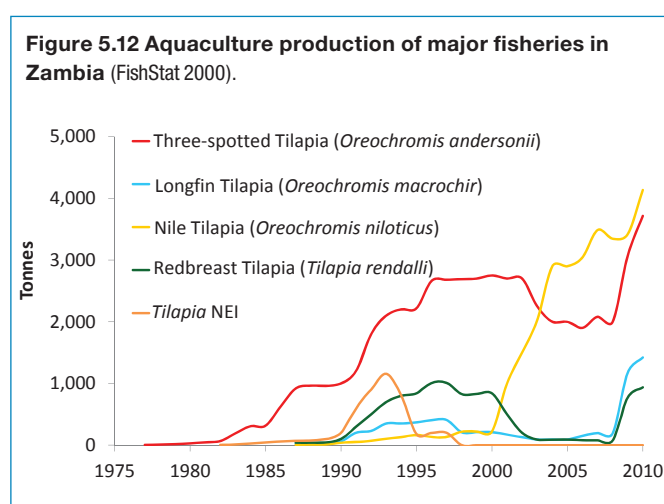 Figure 5.12 Aquaculture production of major fisheries in
Zambia (FishStat 2000).
5,000
4,000
3,000
2,000
1,000
0
Tonnes
Three-spotted Tilapia (Oreochromis andersonii)
Longfin Tilapia (Oreochromis macrochir)
Nile Tilapia (Oreochromis niloticus)
Redbreast Tilapia (Tilapia rendalli)
Tilapia NEI
1975 1980 1985 1990 1995 2000 2005 2010